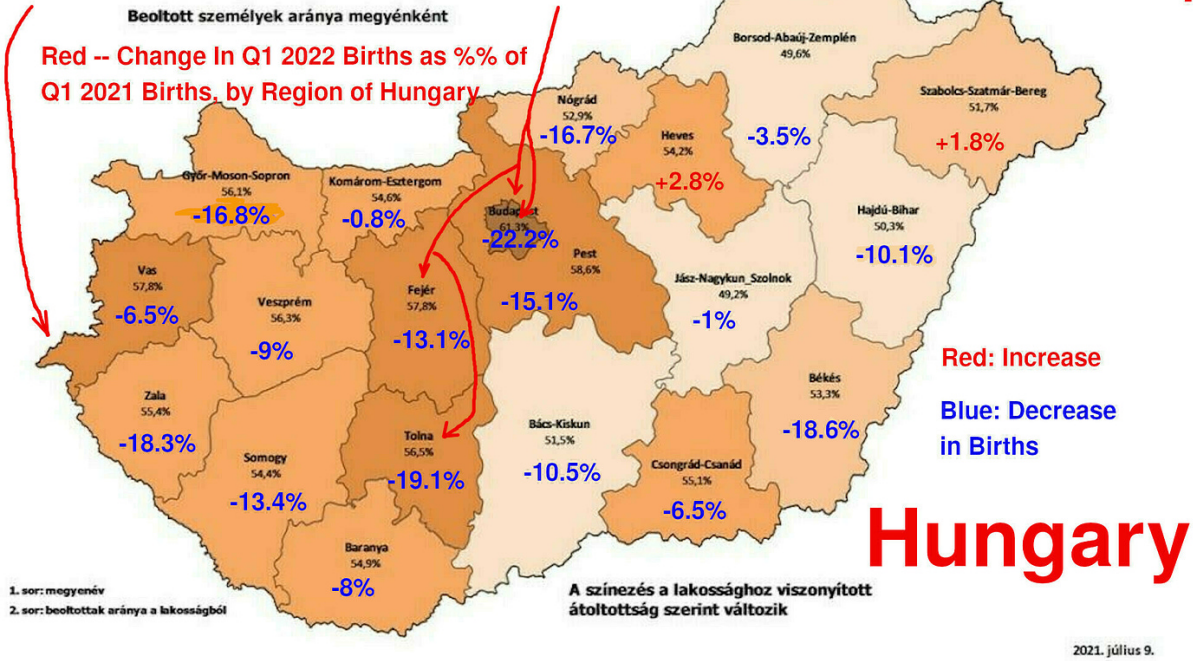 Beoltott személyek aránya megyénként
Red -- Change In Q1 2022 Births as %% of
Q1 2021 Births, by Region of Hungary
Borsod-Abaúj-Zemplén
49,6%
-3.5%
Szabolcs-Szatmár-Bereg
51,7%
+1.8%
Nógrád
52,9%
-16.7%
Heves
54,2%
+2.8%
Győr-Moson-Sopron
56,1%
-16.8%
Komárom-Esztergom
54,6%
-0.8%
Budapest
61,3%
-22.2%
Pest
58,6%
-15.1%
Hajdú-Bihar
50,3%
-10.1%
Vas
57,8%
-6.5%
Veszprém
56,3%
-9%
Fejér
57,8%
-13.1%
Jász-Nagykun_Szolnok
49,2%
-1%
Red: Increase
Blue: Decrease
in Births
Zala
55,4%
-18.3%
Somogy
54,4%
-13.4%
Tolna
56,5%
-19.1%
Bács-Kiskun
51,5%
-10.5%
Csongrád-Csanád
55,1%
-6.5%
Békés
53,3%
-18.6%
Baranya
54,9%
-8%
Hungary
1. sor: megyenév
2. sor: beoltottak aránya a lakosságból
A színezés a lakossághoz viszonyított
átoltottság szerint változik
2021. július 9.